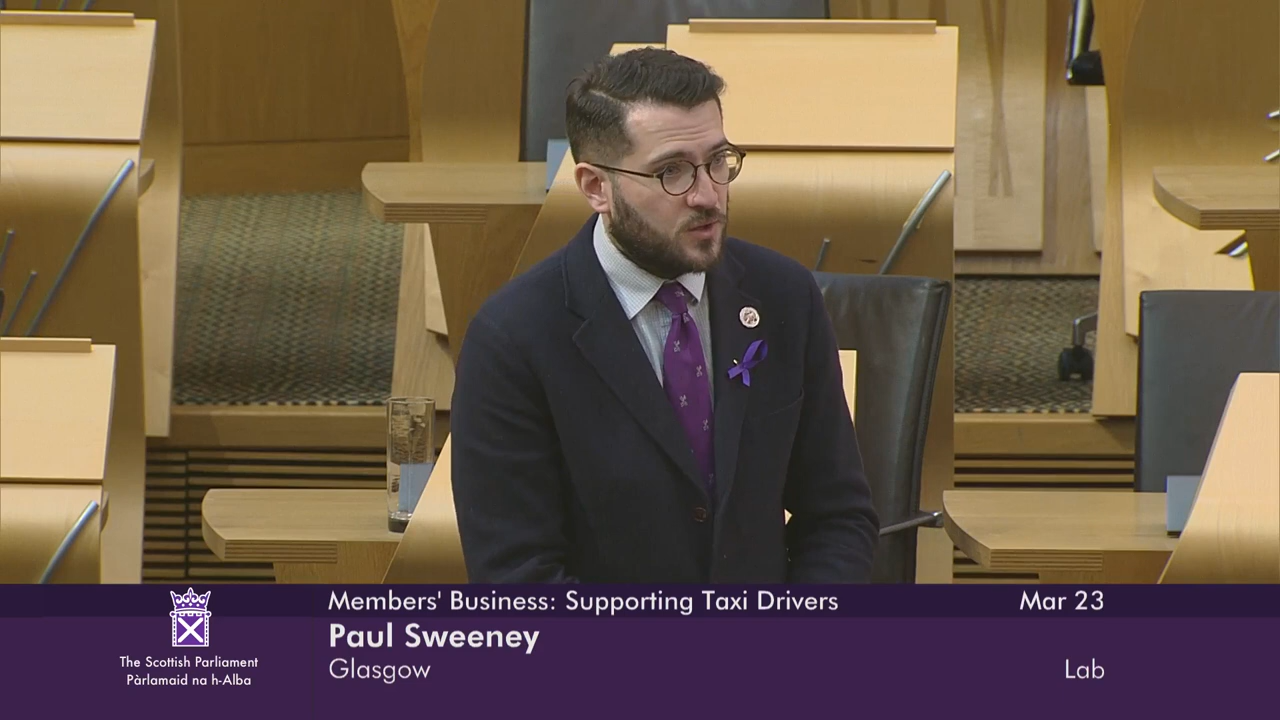 Members' Business: Supporting Taxi Drivers
Mar 23
Paul Sweeney
Glasgow
Lab
The Scottish Parliament
Pàrlamaid na h-Alba